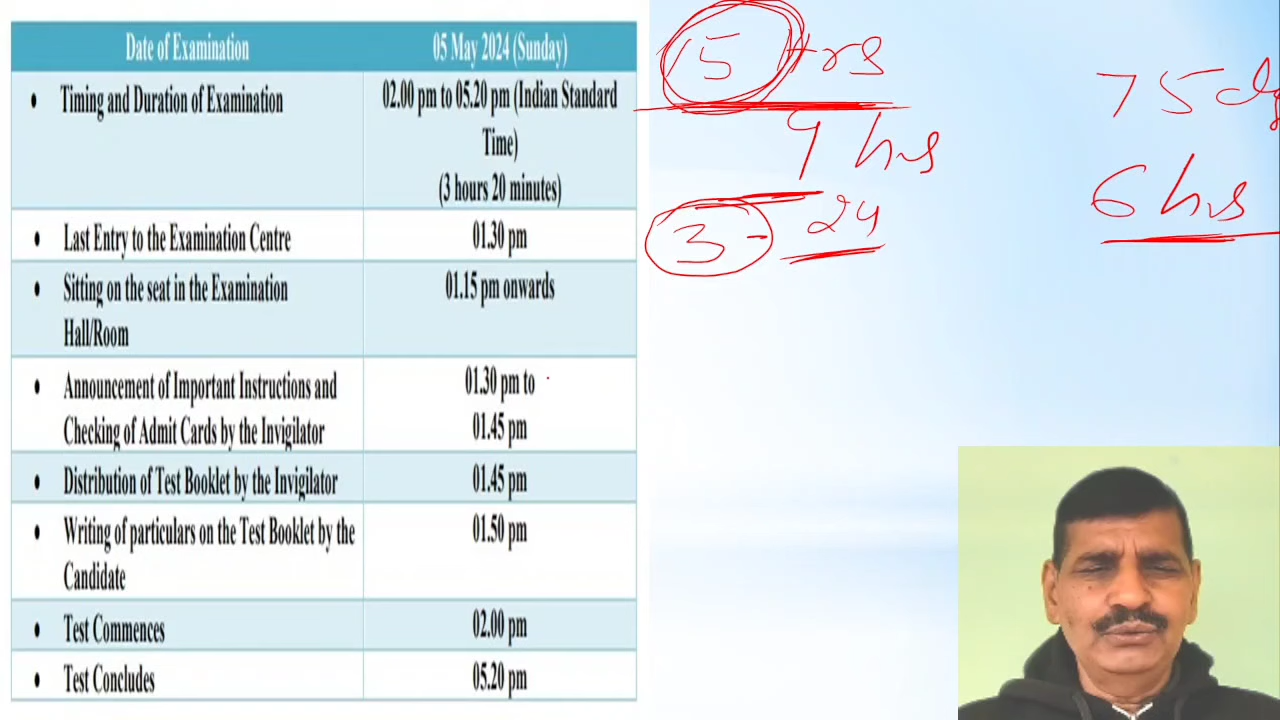 Date of Examination
05 May 2024 (Sunday)
• Timing and Duration of Examination
02.00 pm to 05.20 pm (Indian Standard
Time)
(3 hours 20 minutes)
• Last Entry to the Examination Centre
01.30 pm
• Sitting on the seat in the Examination
Hall/Room
01.15 pm onwards
• Announcement of Important Instructions and
Checking of Admit Cards by the Invigilator
01.30 pm to
01.45 pm
• Distribution of Test Booklet by the Invigilator
01.45 pm
• Writing of particulars on the Test Booklet by the
Candidate
01.50 pm
• Test Commences
02.00 pm
• Test Concludes
05.20 pm
15 Hrs
9 hrs
3 - 24
75
6 hrs